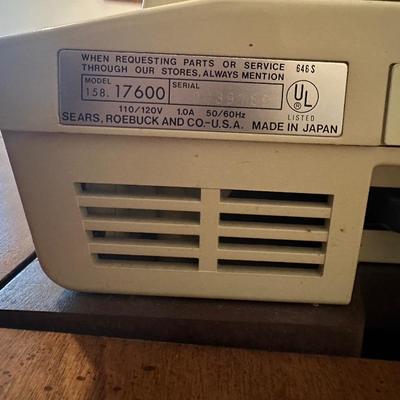 WHEN REQUESTING PARTS OR SERVICE
THROUGH OUR STORES, ALWAYS MENTION
646 S
MODEL
158. 17600
SERIAL
UL
LISTED
110/120V 1.0A 50/60Hz
SEARS, ROEBUCK AND CO.-U.S.A. MADE IN JAPAN